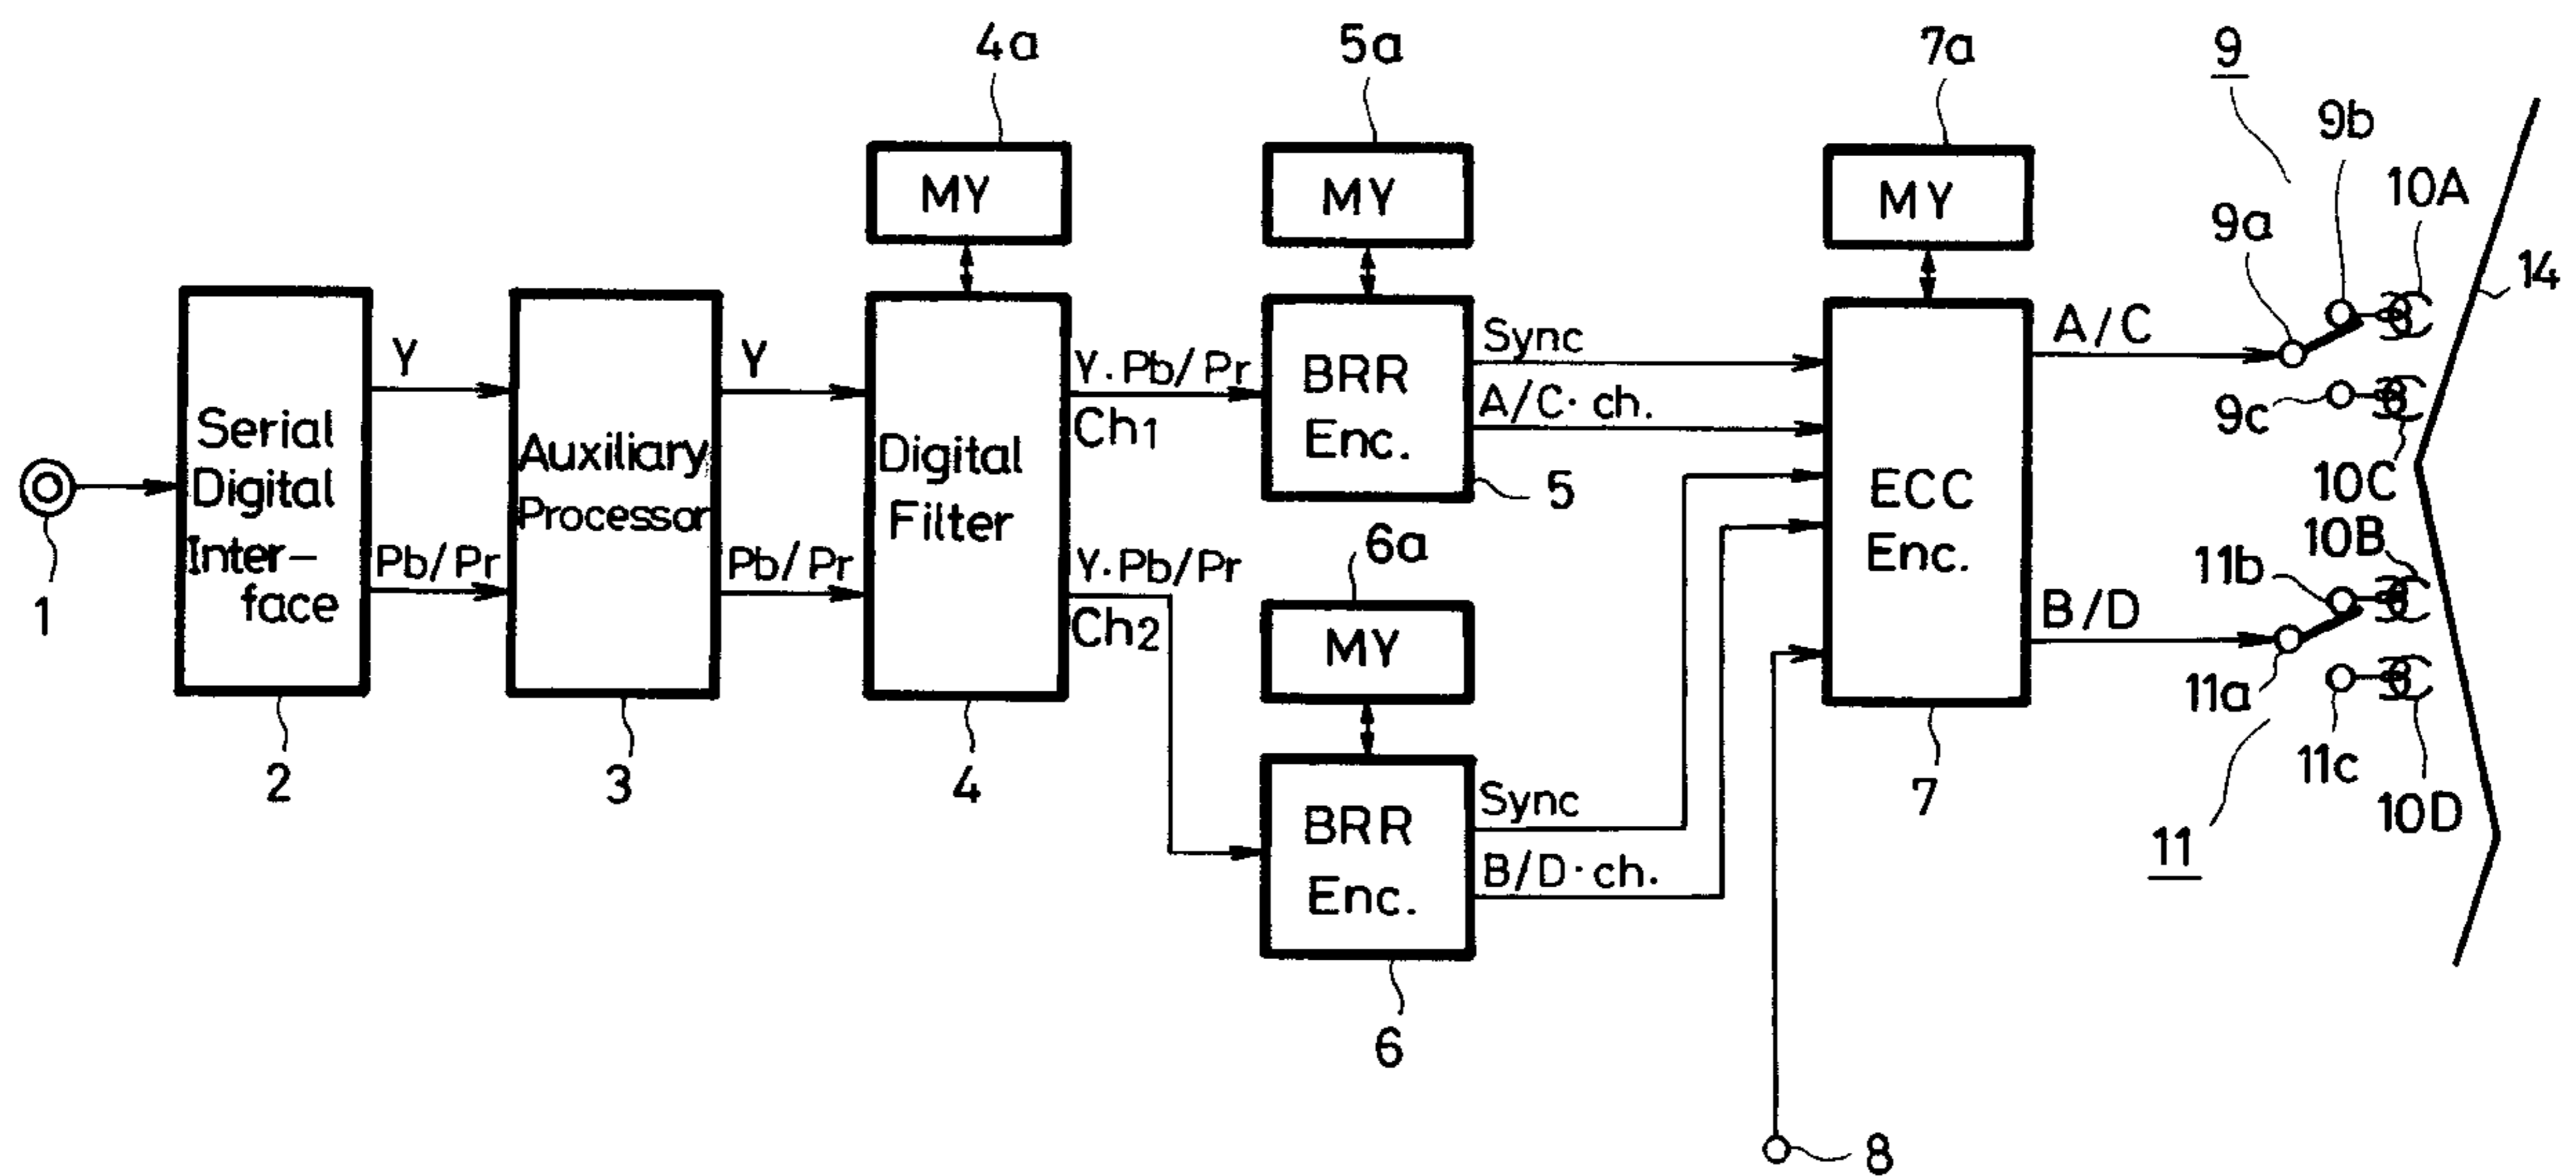 4a
5a
7a
9
9b
10A
9a
14
MY
MY
MY
Serial
Digital
Inter-
face
Y
Pb/Pr
Auxiliary
Processor
Y
Pb/Pr
Digital
Filter
Y·Pb/Pr
Ch1
Y·Pb/Pr
Ch2
BRR
Enc.
5
Sync
A/C·ch.
6a
MY
BRR
Enc.
Sync
B/D·ch.
ECC
Enc.
A/C
B/D
9c
10C
10B
11b
11a
11c
10D
11
1
2
3
4
6
7
8